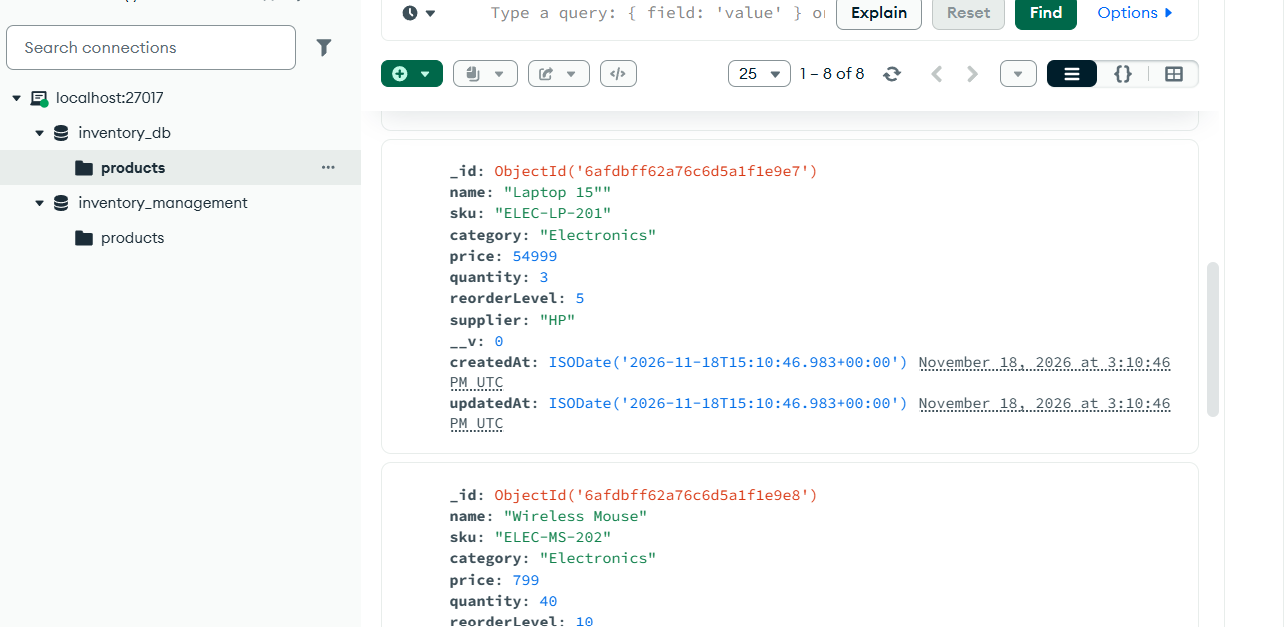 Search connections
localhost:27017
inventory_db
products
inventory_management
products
Type a query: { field: 'value' } o
Explain
Reset
Find
Options
25
1 – 8 of 8
_id: ObjectId('6afdbff62a76c6d5a1f1e9e7')
name: "Laptop 15""
sku: "ELEC-LP-201"
category: "Electronics"
price: 54999
quantity: 3
reorderLevel: 5
supplier: "HP"
__v: 0
createdAt: ISODate('2026-11-18T15:10:46.983+00:00') November 18, 2026 at 3:10:46
PM UTC
updatedAt: ISODate('2026-11-18T15:10:46.983+00:00') November 18, 2026 at 3:10:46
PM UTC
_id: ObjectId('6afdbff62a76c6d5a1f1e9e8')
name: "Wireless Mouse"
sku: "ELEC-MS-202"
category: "Electronics"
price: 799
quantity: 40
reorderLevel: 10